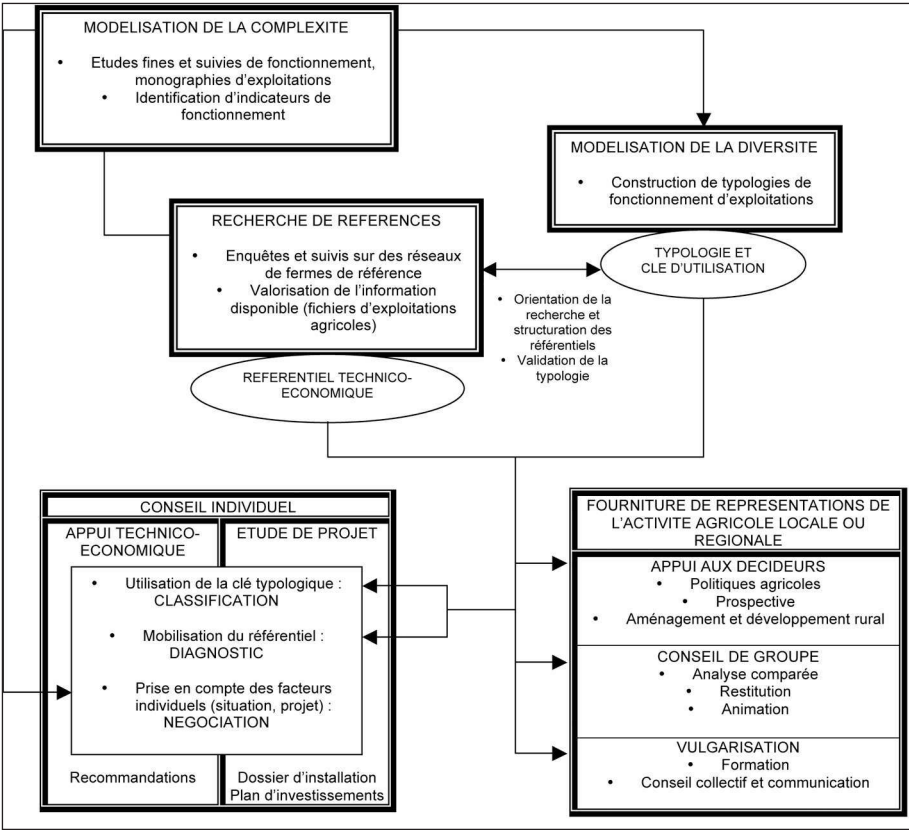 MODELISATION DE LA COMPLEXITE
• Etudes fines et suivies de fonctionnement,
monographies d'exploitations
• Identification d'indicateurs de
fonctionnement
MODELISATION DE LA DIVERSITE
• Construction de typologies de
fonctionnement d'exploitations
TYPOLOGIE ET
CLE D'UTILISATION
RECHERCHE DE REFERENCES
• Enquêtes et suivis sur des réseaux
de fermes de référence
• Valorisation de l'information
disponible (fichiers d'exploitations
agricoles)
REFERENTIEL TECHNICO-
ECONOMIQUE
• Orientation de la
recherche et
structuration des
référentiels
• Validation de la
typologie
CONSEIL INDIVIDUEL
APPUI TECHNICO-
ECONOMIQUE
ETUDE DE PROJET
• Utilisation de la clé typologique :
CLASSIFICATION
• Mobilisation du référentiel :
DIAGNOSTIC
• Prise en compte des facteurs
individuels (situation, projet) :
NEGOCIATION
Recommandations
Dossier d'installation
Plan d'investissements
FOURNITURE DE REPRESENTATIONS DE
L'ACTIVITE AGRICOLE LOCALE OU
REGIONALE
APPUI AUX DECIDEURS
• Politiques agricoles
• Prospective
• Aménagement et développement rural
CONSEIL DE GROUPE
• Analyse comparée
• Restitution
• Animation
VULGARISATION
• Formation
• Conseil collectif et communication